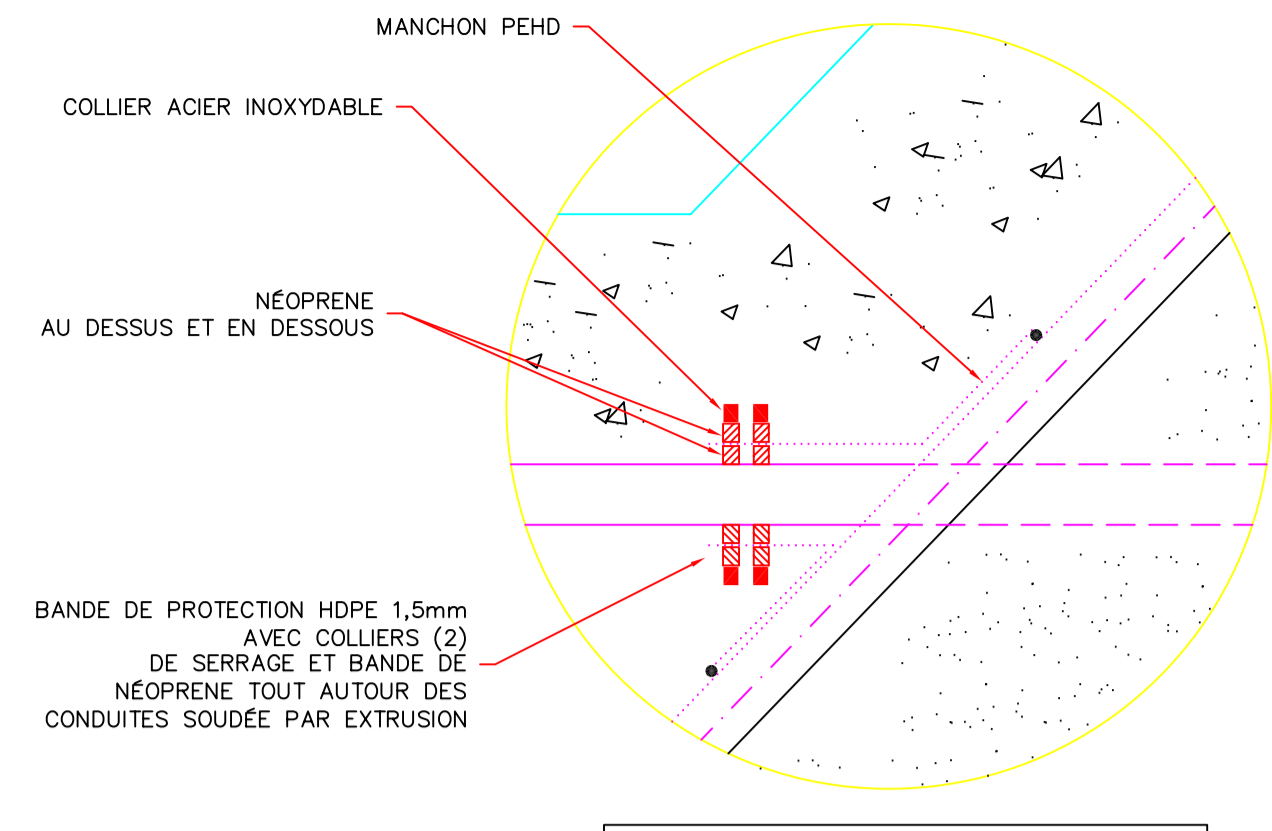 MANCHON PEHD
COLLIER ACIER INOXYDABLE
NÉOPRENE
AU DESSUS ET EN DESSOUS
BANDE DE PROTECTION HDPE 1,5mm
AVEC COLLIERS (2)
DE SERRAGE ET BANDE DE
NÉOPRENE TOUT AUTOUR DES
CONDUITES SOUDÉE PAR EXTRUSION